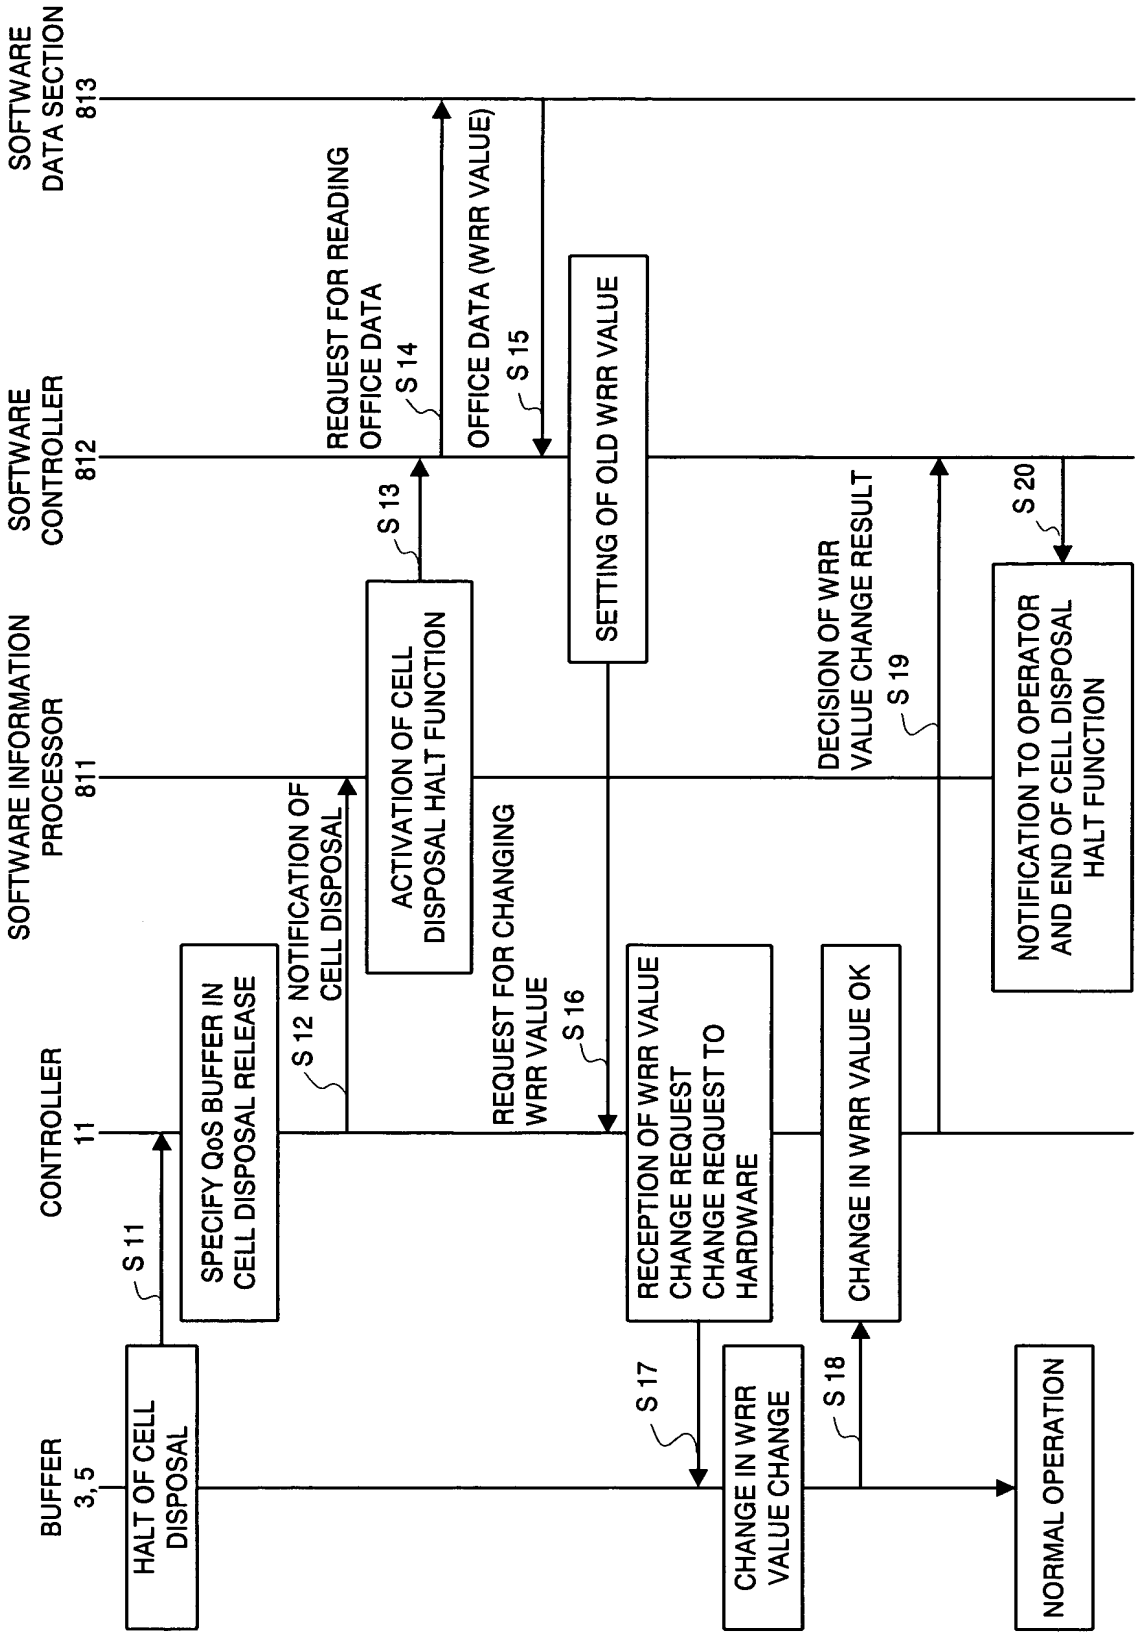 BUFFER
3, 5
CONTROLLER
11
SOFTWARE INFORMATION
PROCESSOR
811
SOFTWARE
CONTROLLER
812
SOFTWARE
DATA SECTION
813
HALT OF CELL
DISPOSAL
S 11
SPECIFY QoS BUFFER IN
CELL DISPOSAL RELEASE
S 12
NOTIFICATION OF
CELL DISPOSAL
ACTIVATION OF CELL
DISPOSAL HALT FUNCTION
S 13
REQUEST FOR READING
OFFICE DATA
S 14
OFFICE DATA (WRR VALUE)
S 15
SETTING OF OLD WRR VALUE
REQUEST FOR CHANGING
WRR VALUE
S 16
RECEPTION OF WRR VALUE
CHANGE REQUEST
CHANGE REQUEST TO
HARDWARE
S 17
CHANGE IN WRR
VALUE CHANGE
S 18
CHANGE IN WRR VALUE OK
DECISION OF WRR
VALUE CHANGE RESULT
S 19
S 20
NOTIFICATION TO OPERATOR
AND END OF CELL DISPOSAL
HALT FUNCTION
NORMAL OPERATION